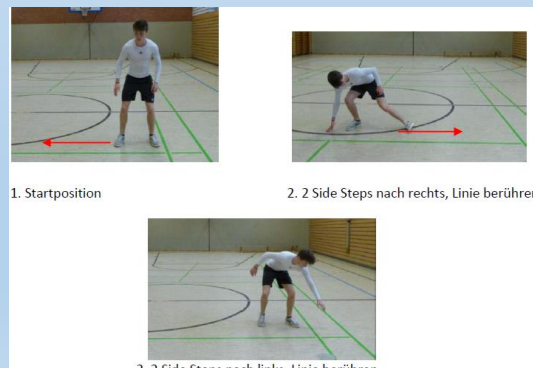 1. Startposition
2. 2 Side Steps nach rechts, Linie berühren
3. 2 Side Steps nach links, Linie berühren